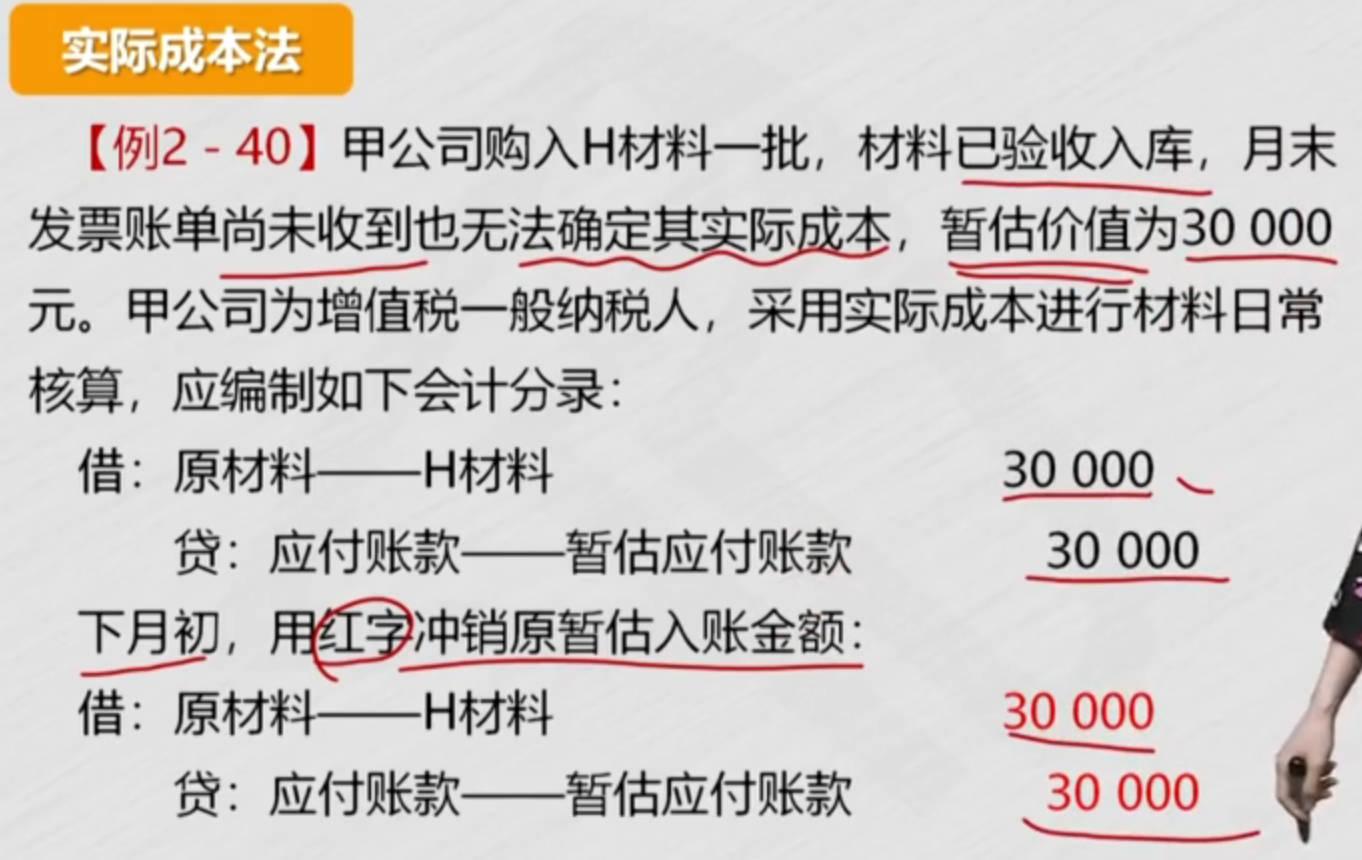 实际成本法
【例2-40】甲公司购入H材料一批，材料已验收入库，月末
发票账单尚未收到也无法确定其实际成本，暂估价值为30 000
元。甲公司为增值税一般纳税人，采用实际成本进行材料日常
核算，应编制如下会计分录：
借：原材料——H材料 30 000
贷：应付账款——暂估应付账款 30 000
下月初，用红字冲销原暂估入账金额：
借：原材料——H材料 30 000
贷：应付账款——暂估应付账款 30 000